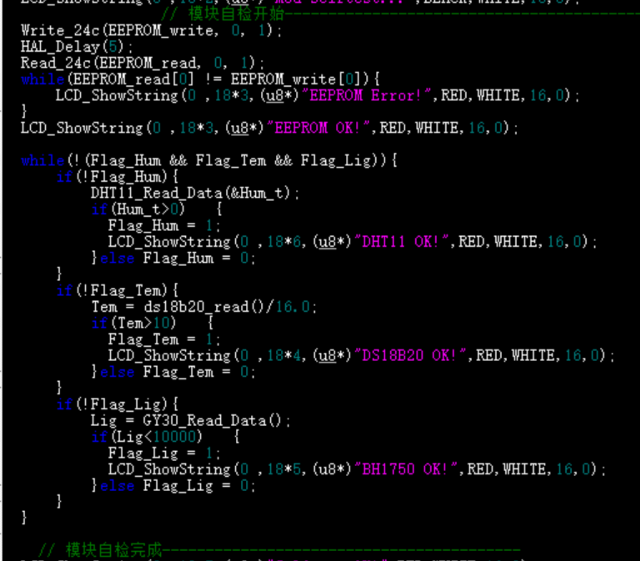 // 模块自检开始----------------------------------------
Write_24c(EEPROM_write, 0, 1);
HAL_Delay(5);
Read_24c(EEPROM_read, 0, 1);
while(EEPROM_read[0] != EEPROM_write[0]){
LCD_ShowString(0 ,18*3,(u8*)"EEPROM Error!",RED,WHITE,16,0);
}
LCD_ShowString(0 ,18*3,(u8*)"EEPROM OK!",RED,WHITE,16,0);
while(!(Flag_Hum && Flag_Tem && Flag_Lig)){
if(!Flag_Hum){
DHT11_Read_Data(&Hum_t);
if(Hum_t>0) {
Flag_Hum = 1;
LCD_ShowString(0 ,18*6,(u8*)"DHT11 OK!",RED,WHITE,16,0);
}else Flag_Hum = 0;
}
if(!Flag_Tem){
Tem = ds18b20_read()/16.0;
if(Tem>10) {
Flag_Tem = 1;
LCD_ShowString(0 ,18*4,(u8*)"DS18B20 OK!",RED,WHITE,16,0);
}else Flag_Tem = 0;
}
if(!Flag_Lig){
Lig = GY30_Read_Data();
if(Lig<10000) {
Flag_Lig = 1;
LCD_ShowString(0 ,18*5,(u8*)"BH1750 OK!",RED,WHITE,16,0);
}else Flag_Lig = 0;
}
}
// 模块自检完成-----------------------------------------